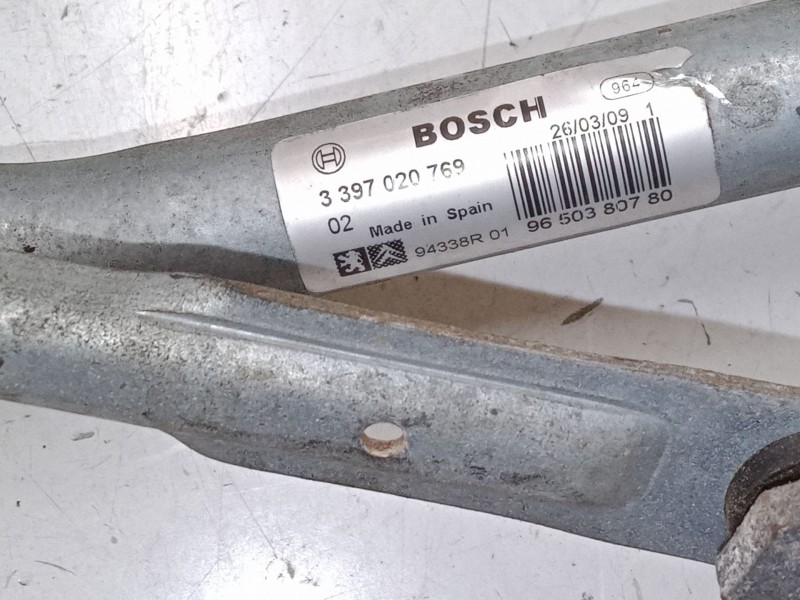 964
BOSCH
26/03/09 1
3 397 020 769
02 Made in Spain
96 503 807 80
94338R 01